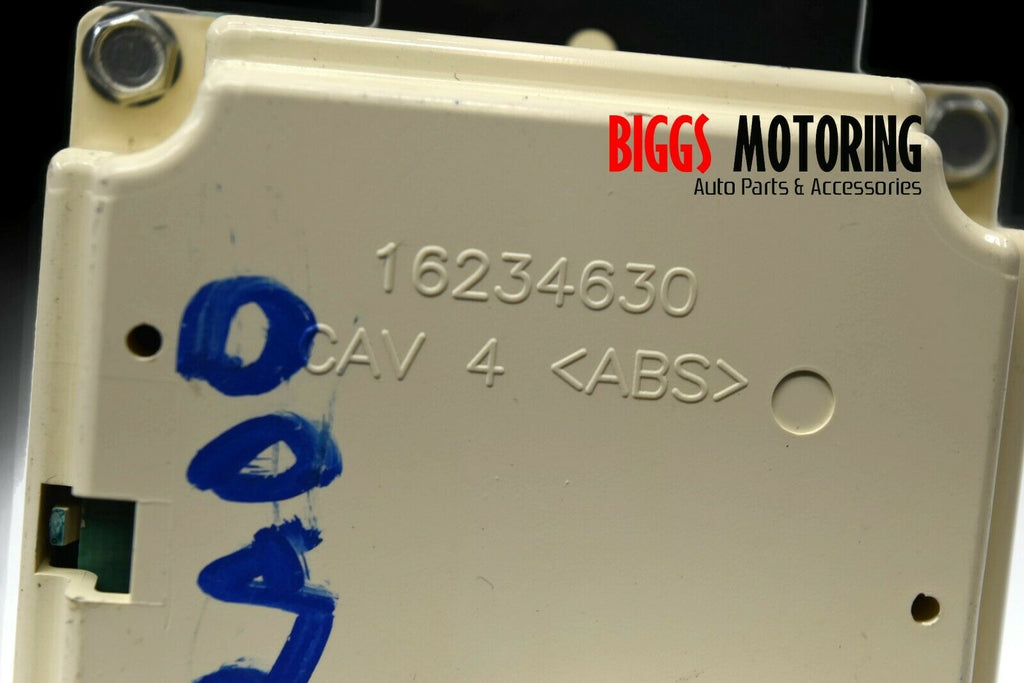 BIGGS MOTORING
Auto Parts & Accessories
16234630
CAV 4 <ABS>